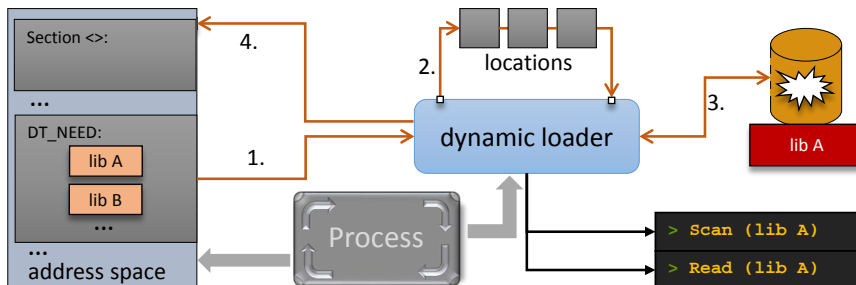 Section <>:
...
DT_NEED:
lib A
lib B
...
...
address space
4.
1.
2.
locations
dynamic loader
3.
lib A
Process
> Scan (lib A)
> Read (lib A)